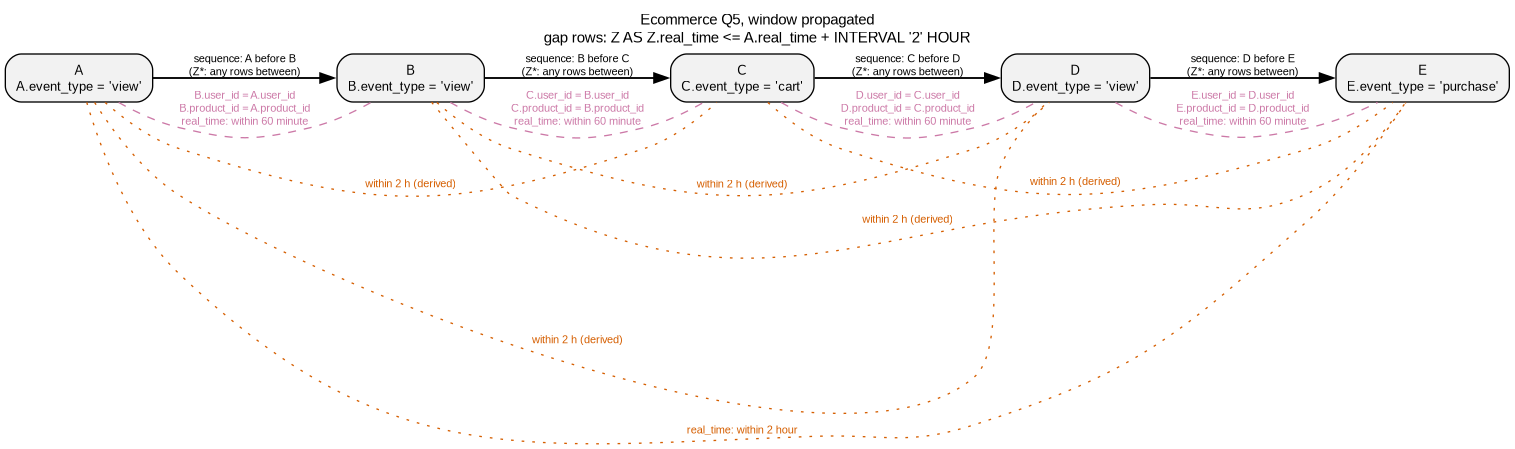 Ecommerce Q5, window propagated
gap rows: Z AS Z.real_time <= A.real_time + INTERVAL '2' HOUR
A
A.event_type = 'view'
sequence: A before B
(Z*: any rows between)
B.user_id = A.user_id
B.product_id = A.product_id
real_time: within 60 minute
B
B.event_type = 'view'
sequence: B before C
(Z*: any rows between)
C.user_id = B.user_id
C.product_id = B.product_id
real_time: within 60 minute
C
C.event_type = 'cart'
sequence: C before D
(Z*: any rows between)
D.user_id = C.user_id
D.product_id = C.product_id
real_time: within 60 minute
D
D.event_type = 'view'
sequence: D before E
(Z*: any rows between)
E.user_id = D.user_id
E.product_id = D.product_id
real_time: within 60 minute
E
E.event_type = 'purchase'
within 2 h (derived)
within 2 h (derived)
within 2 h (derived)
within 2 h (derived)
within 2 h (derived)
real_time: within 2 hour